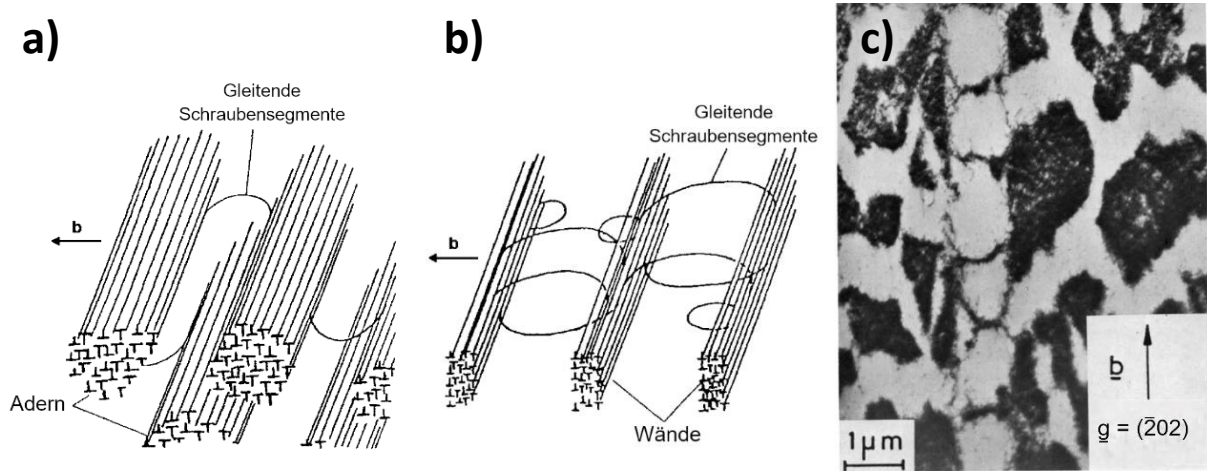 a)
Gleitende
Schraubensegmente
b
Adern
b)
Gleitende
Schraubensegmente
b
Wände
c)
b
g = (2̅02)
1μm